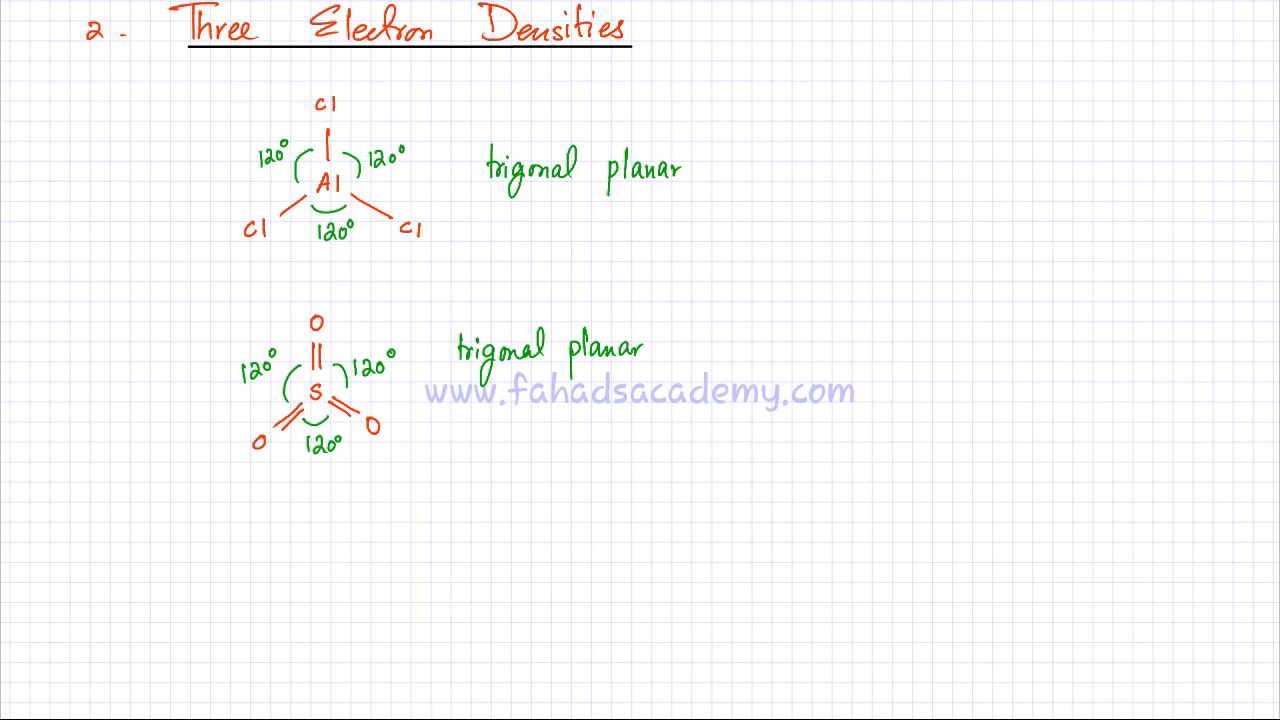 2. Three Electron Densities
Cl
120° 120°
Al
trigonal planar
Cl 120° Cl
O
120° 120°
trigonal planar
S
www.fahadsacademy.com
O 120° O